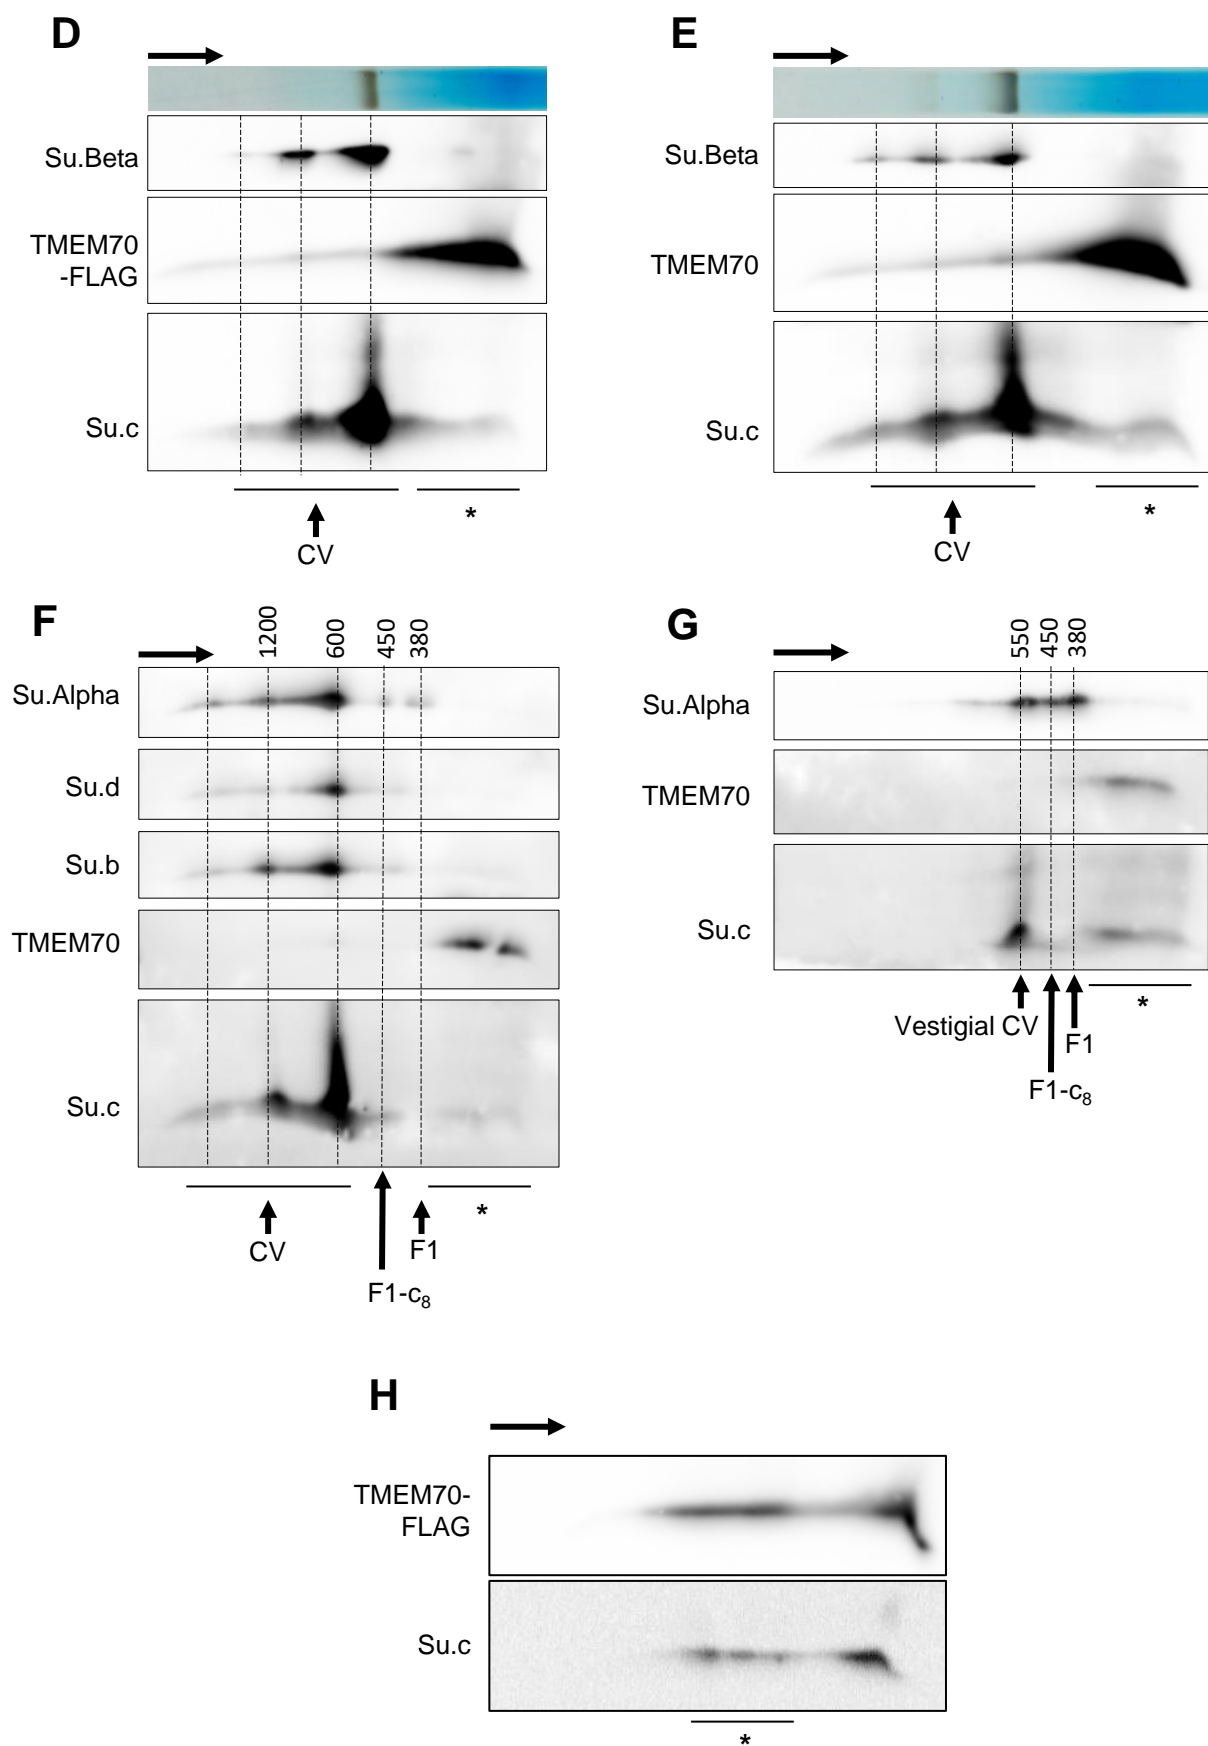 D
Su.Beta
TMEM70
-FLAG
Su.c
*
CV
E
Su.Beta
TMEM70
Su.c
*
CV
F
1200
600
450
380
Su.Alpha
Su.d
Su.b
TMEM70
Su.c
*
CV
F1
F1-c₈
G
550
450
380
Su.Alpha
TMEM70
Su.c
*
Vestigial CV
F1
F1-c₈
H
TMEM70-
FLAG
Su.c
*